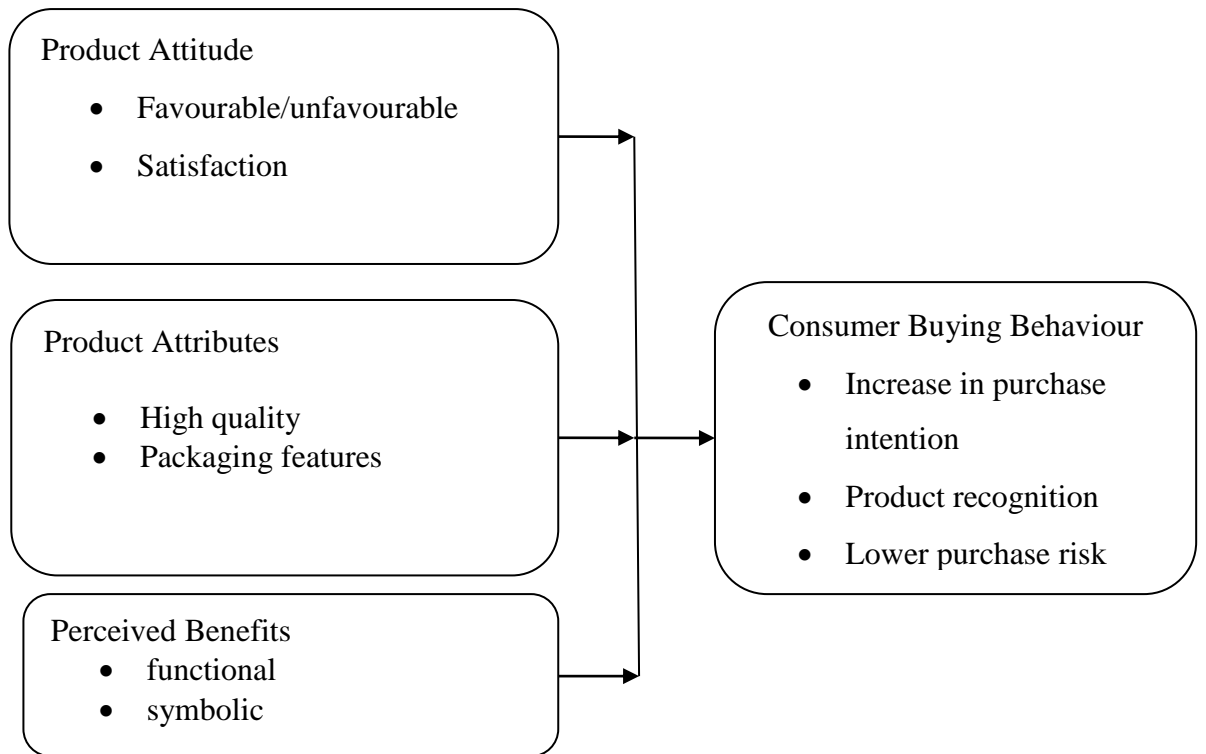 Product Attitude
• Favourable/unfavourable
• Satisfaction
Product Attributes
• High quality
• Packaging features
Perceived Benefits
• functional
• symbolic
Consumer Buying Behaviour
• Increase in purchase
intention
• Product recognition
• Lower purchase risk